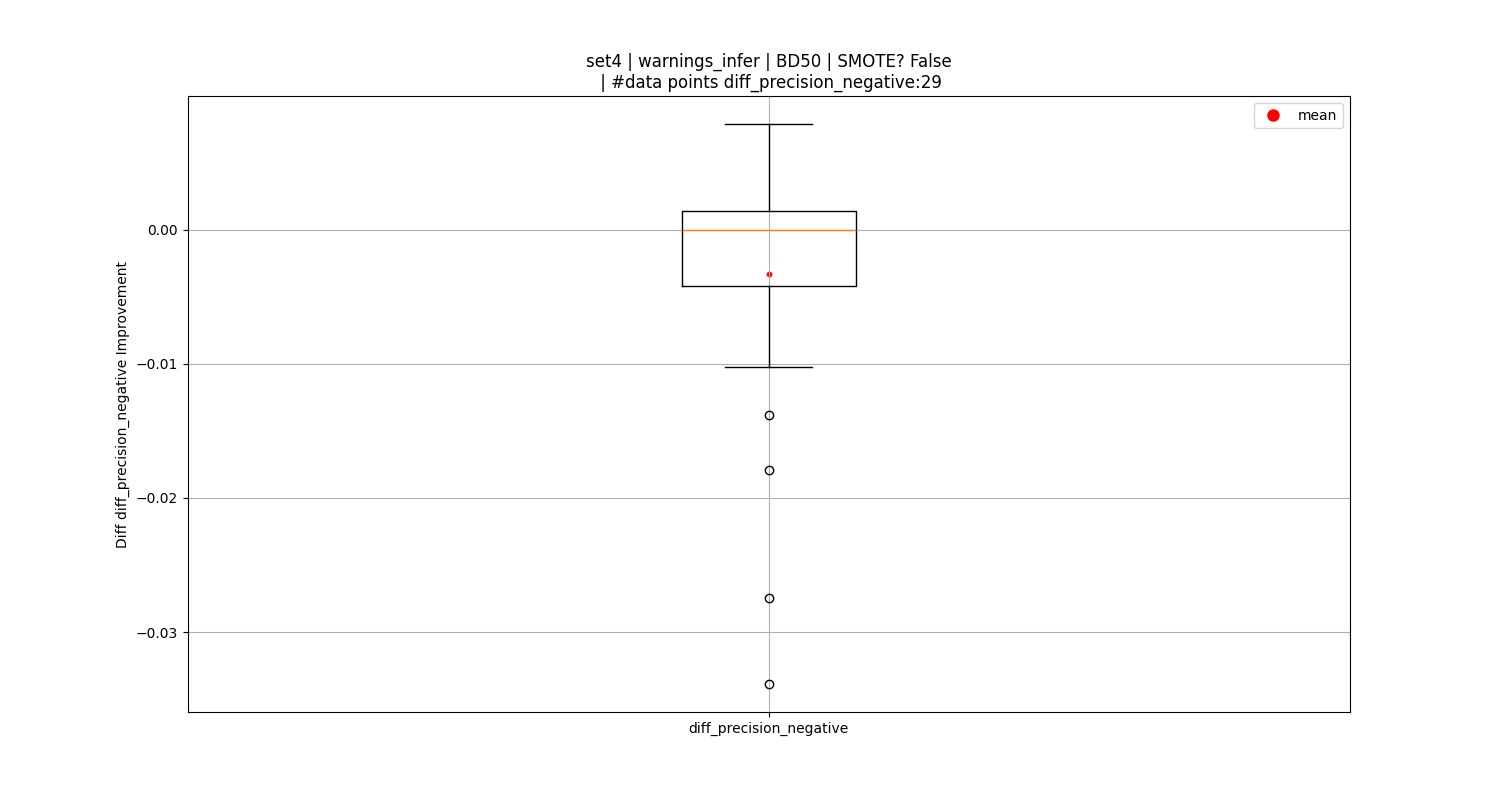 set4 | warnings_infer | BD50 | SMOTE? False
| #data points diff_precision_negative:29
mean
0.00
−0.01
−0.02
−0.03
Diff diff_precision_negative Improvement
diff_precision_negative